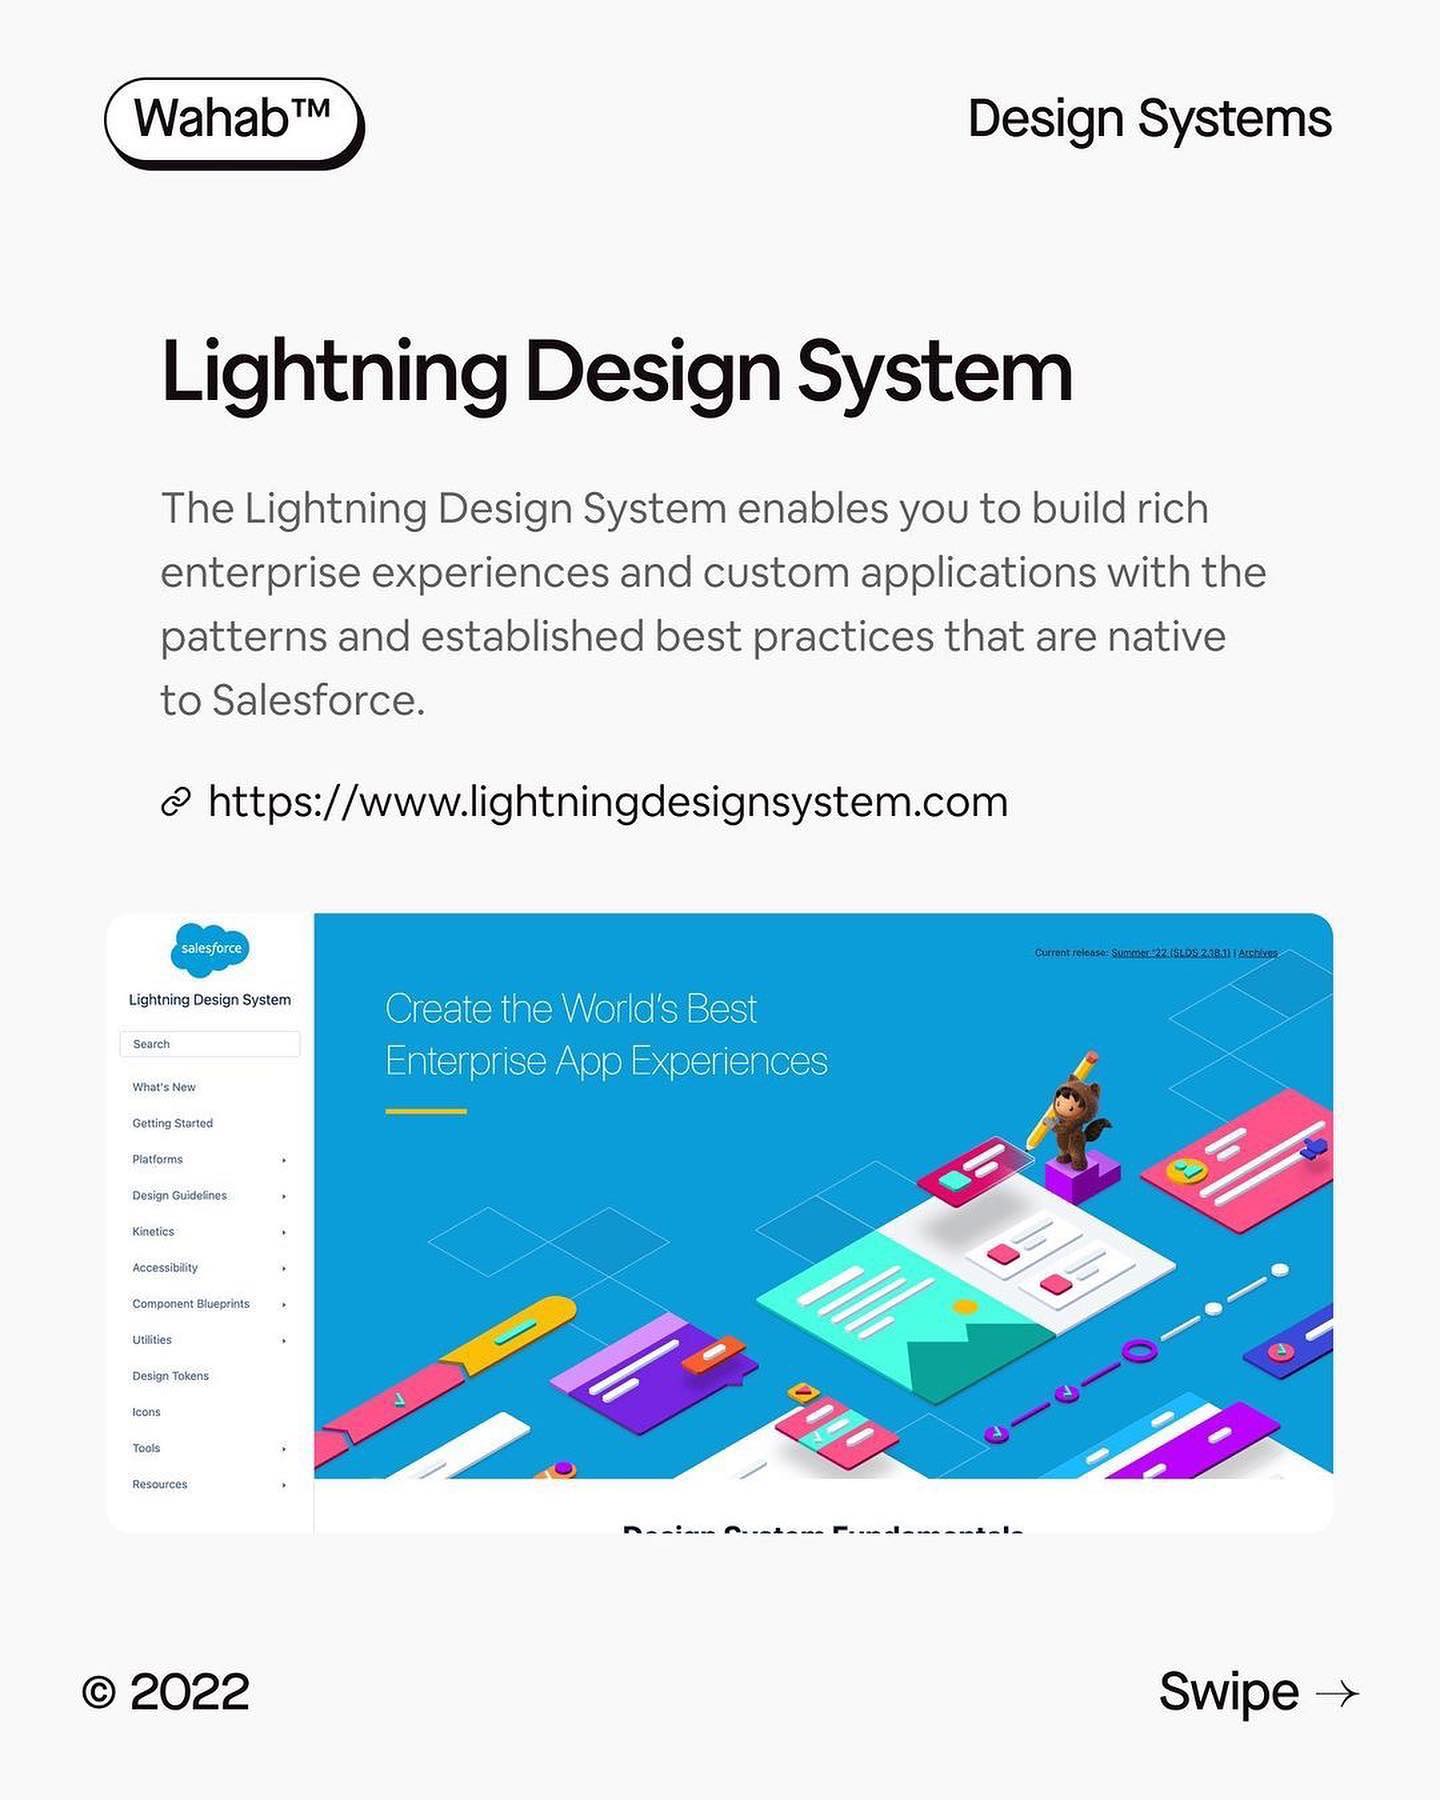 Wahab™
Design Systems
Lightning Design System
The Lightning Design System enables you to build rich
enterprise experiences and custom applications with the
patterns and established best practices that are native
to Salesforce.
https://www.lightningdesignsystem.com
salesforce
Lightning Design System
Search
What's New
Getting Started
Platforms
Design Guidelines
Kinetics
Accessibility
Component Blueprints
Utilities
Design Tokens
Icons
Tools
Resources
Current release: Summer '22 (SLDS 2.18.1) | Archives
Create the World's Best
Enterprise App Experiences
Design System Fundamentals
© 2022
Swipe →